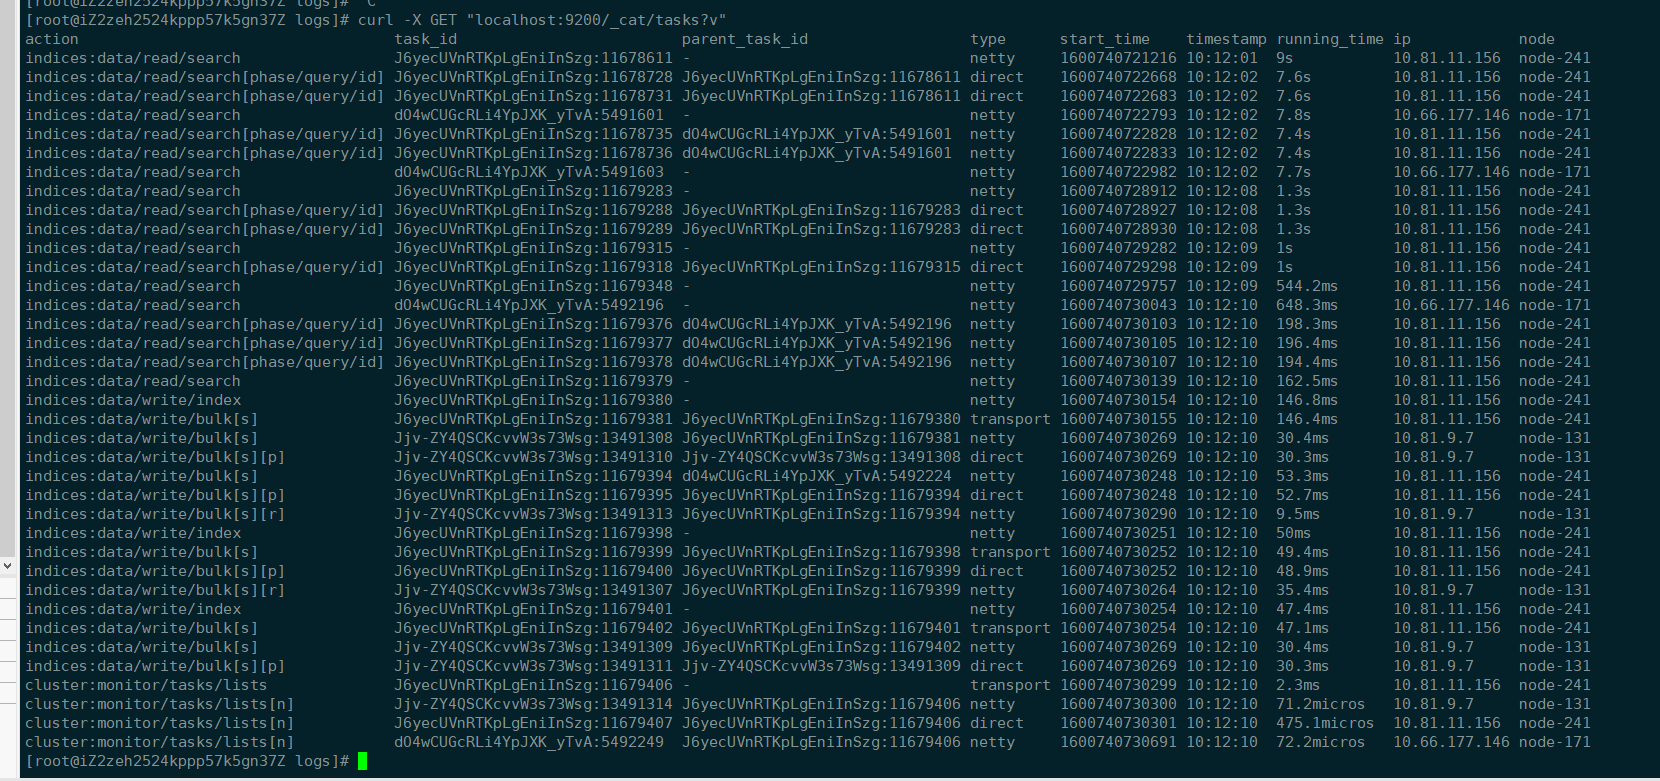 [root@iZ2zeh2524kppp57k5gn37Z logs]# ^C
[root@iZ2zeh2524kppp57k5gn37Z logs]# curl -X GET "localhost:9200/_cat/tasks?v"
action task_id parent_task_id type start_time timestamp running_time ip node
indices:data/read/search J6yecUVnRTKpLgEniInSzg:11678611 - netty 1600740721216 10:12:01 9s 10.81.11.156 node-241
indices:data/read/search[phase/query/id] J6yecUVnRTKpLgEniInSzg:11678728 J6yecUVnRTKpLgEniInSzg:11678611 direct 1600740722668 10:12:02 7.6s 10.81.11.156 node-241
indices:data/read/search[phase/query/id] J6yecUVnRTKpLgEniInSzg:11678731 J6yecUVnRTKpLgEniInSzg:11678611 direct 1600740722683 10:12:02 7.6s 10.81.11.156 node-241
indices:data/read/search dO4wCUGcRLi4YpJXK_yTvA:5491601 - netty 1600740722793 10:12:02 7.8s 10.66.177.146 node-171
indices:data/read/search[phase/query/id] J6yecUVnRTKpLgEniInSzg:11678735 dO4wCUGcRLi4YpJXK_yTvA:5491601 netty 1600740722828 10:12:02 7.4s 10.81.11.156 node-241
indices:data/read/search[phase/query/id] J6yecUVnRTKpLgEniInSzg:11678736 dO4wCUGcRLi4YpJXK_yTvA:5491601 netty 1600740722833 10:12:02 7.4s 10.81.11.156 node-241
indices:data/read/search dO4wCUGcRLi4YpJXK_yTvA:5491603 - netty 1600740722982 10:12:02 7.7s 10.66.177.146 node-171
indices:data/read/search J6yecUVnRTKpLgEniInSzg:11679283 - netty 1600740728912 10:12:08 1.3s 10.81.11.156 node-241
indices:data/read/search[phase/query/id] J6yecUVnRTKpLgEniInSzg:11679288 J6yecUVnRTKpLgEniInSzg:11679283 direct 1600740728927 10:12:08 1.3s 10.81.11.156 node-241
indices:data/read/search[phase/query/id] J6yecUVnRTKpLgEniInSzg:11679289 J6yecUVnRTKpLgEniInSzg:11679283 direct 1600740728930 10:12:08 1.3s 10.81.11.156 node-241
indices:data/read/search J6yecUVnRTKpLgEniInSzg:11679315 - netty 1600740729282 10:12:09 1s 10.81.11.156 node-241
indices:data/read/search[phase/query/id] J6yecUVnRTKpLgEniInSzg:11679318 J6yecUVnRTKpLgEniInSzg:11679315 direct 1600740729298 10:12:09 1s 10.81.11.156 node-241
indices:data/read/search J6yecUVnRTKpLgEniInSzg:11679348 - netty 1600740729757 10:12:09 544.2ms 10.81.11.156 node-241
indices:data/read/search dO4wCUGcRLi4YpJXK_yTvA:5492196 - netty 1600740730043 10:12:10 648.3ms 10.66.177.146 node-171
indices:data/read/search[phase/query/id] J6yecUVnRTKpLgEniInSzg:11679376 dO4wCUGcRLi4YpJXK_yTvA:5492196 netty 1600740730103 10:12:10 198.3ms 10.81.11.156 node-241
indices:data/read/search[phase/query/id] J6yecUVnRTKpLgEniInSzg:11679377 dO4wCUGcRLi4YpJXK_yTvA:5492196 netty 1600740730105 10:12:10 196.4ms 10.81.11.156 node-241
indices:data/read/search[phase/query/id] J6yecUVnRTKpLgEniInSzg:11679378 dO4wCUGcRLi4YpJXK_yTvA:5492196 netty 1600740730107 10:12:10 194.4ms 10.81.11.156 node-241
indices:data/read/search J6yecUVnRTKpLgEniInSzg:11679379 - netty 1600740730139 10:12:10 162.5ms 10.81.11.156 node-241
indices:data/write/index J6yecUVnRTKpLgEniInSzg:11679380 - netty 1600740730154 10:12:10 146.8ms 10.81.11.156 node-241
indices:data/write/bulk[s] J6yecUVnRTKpLgEniInSzg:11679381 J6yecUVnRTKpLgEniInSzg:11679380 transport 1600740730155 10:12:10 146.4ms 10.81.11.156 node-241
indices:data/write/bulk[s] Jjv-ZY4QSCKcvvW3s73Wsg:13491308 J6yecUVnRTKpLgEniInSzg:11679381 netty 1600740730269 10:12:10 30.4ms 10.81.9.7 node-131
indices:data/write/bulk[s][p] Jjv-ZY4QSCKcvvW3s73Wsg:13491310 Jjv-ZY4QSCKcvvW3s73Wsg:13491308 direct 1600740730269 10:12:10 30.3ms 10.81.9.7 node-131
indices:data/write/bulk[s] J6yecUVnRTKpLgEniInSzg:11679394 dO4wCUGcRLi4YpJXK_yTvA:5492224 netty 1600740730248 10:12:10 53.3ms 10.81.11.156 node-241
indices:data/write/bulk[s][p] J6yecUVnRTKpLgEniInSzg:11679395 J6yecUVnRTKpLgEniInSzg:11679394 direct 1600740730248 10:12:10 52.7ms 10.81.11.156 node-241
indices:data/write/bulk[s][r] Jjv-ZY4QSCKcvvW3s73Wsg:13491313 J6yecUVnRTKpLgEniInSzg:11679394 netty 1600740730290 10:12:10 9.5ms 10.81.9.7 node-131
indices:data/write/index J6yecUVnRTKpLgEniInSzg:11679398 - netty 1600740730251 10:12:10 50ms 10.81.11.156 node-241
indices:data/write/bulk[s] J6yecUVnRTKpLgEniInSzg:11679399 J6yecUVnRTKpLgEniInSzg:11679398 transport 1600740730252 10:12:10 49.4ms 10.81.11.156 node-241
indices:data/write/bulk[s][p] J6yecUVnRTKpLgEniInSzg:11679400 J6yecUVnRTKpLgEniInSzg:11679399 direct 1600740730252 10:12:10 48.9ms 10.81.11.156 node-241
indices:data/write/bulk[s][r] Jjv-ZY4QSCKcvvW3s73Wsg:13491307 J6yecUVnRTKpLgEniInSzg:11679399 netty 1600740730264 10:12:10 35.4ms 10.81.9.7 node-131
indices:data/write/index J6yecUVnRTKpLgEniInSzg:11679401 - netty 1600740730254 10:12:10 47.4ms 10.81.11.156 node-241
indices:data/write/bulk[s] J6yecUVnRTKpLgEniInSzg:11679402 J6yecUVnRTKpLgEniInSzg:11679401 transport 1600740730254 10:12:10 47.1ms 10.81.11.156 node-241
indices:data/write/bulk[s] Jjv-ZY4QSCKcvvW3s73Wsg:13491309 J6yecUVnRTKpLgEniInSzg:11679402 netty 1600740730269 10:12:10 30.4ms 10.81.9.7 node-131
indices:data/write/bulk[s][p] Jjv-ZY4QSCKcvvW3s73Wsg:13491311 Jjv-ZY4QSCKcvvW3s73Wsg:13491309 direct 1600740730269 10:12:10 30.3ms 10.81.9.7 node-131
cluster:monitor/tasks/lists J6yecUVnRTKpLgEniInSzg:11679406 - transport 1600740730299 10:12:10 2.3ms 10.81.11.156 node-241
cluster:monitor/tasks/lists[n] Jjv-ZY4QSCKcvvW3s73Wsg:13491314 J6yecUVnRTKpLgEniInSzg:11679406 netty 1600740730300 10:12:10 71.2micros 10.81.9.7 node-131
cluster:monitor/tasks/lists[n] J6yecUVnRTKpLgEniInSzg:11679407 J6yecUVnRTKpLgEniInSzg:11679406 direct 1600740730301 10:12:10 475.1micros 10.81.11.156 node-241
cluster:monitor/tasks/lists[n] dO4wCUGcRLi4YpJXK_yTvA:5492249 J6yecUVnRTKpLgEniInSzg:11679406 netty 1600740730691 10:12:10 72.2micros 10.66.177.146 node-171
[root@iZ2zeh2524kppp57k5gn37Z logs]#